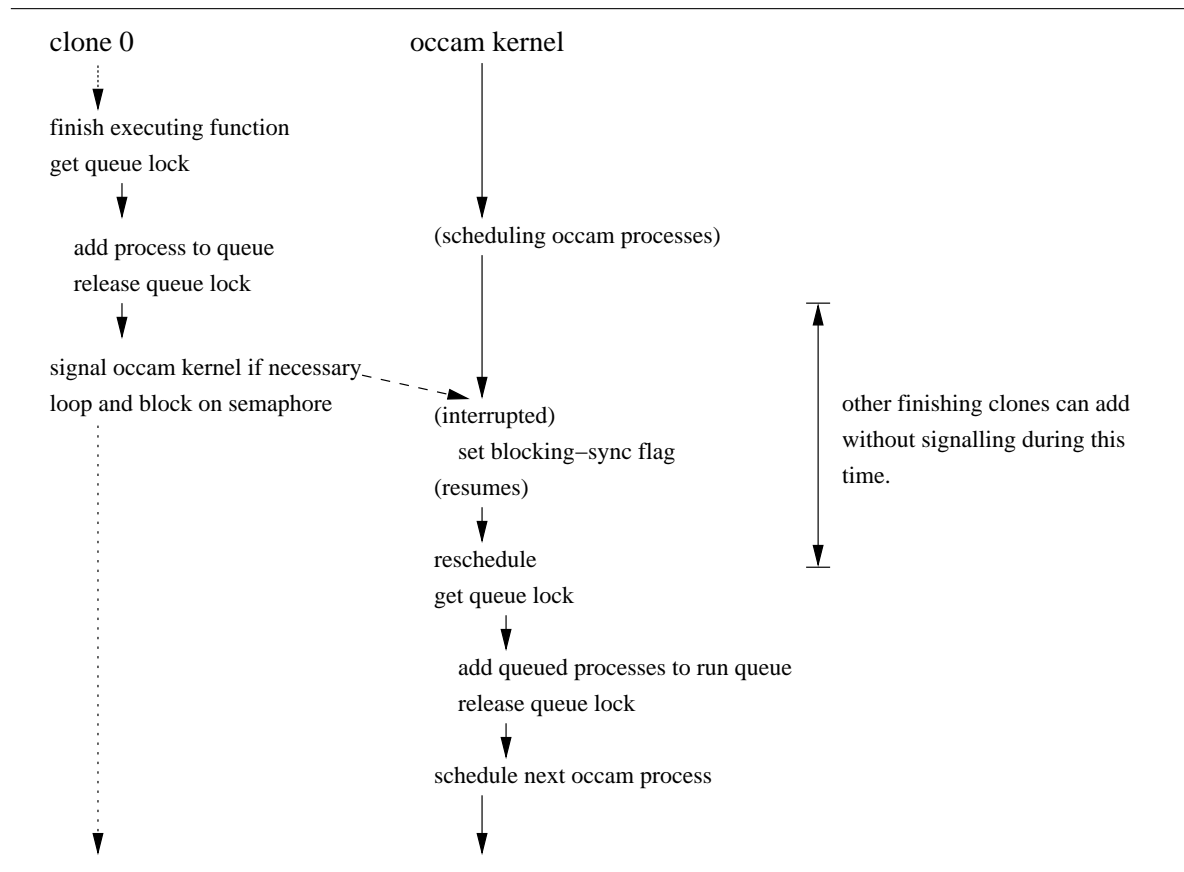 clone 0
occam kernel
finish executing function
get queue lock
add process to queue
release queue lock
(scheduling occam processes)
signal occam kernel if necessary
loop and block on semaphore
(interrupted)
set blocking−sync flag
(resumes)
other finishing clones can add
without signalling during this
time.
reschedule
get queue lock
add queued processes to run queue
release queue lock
schedule next occam process